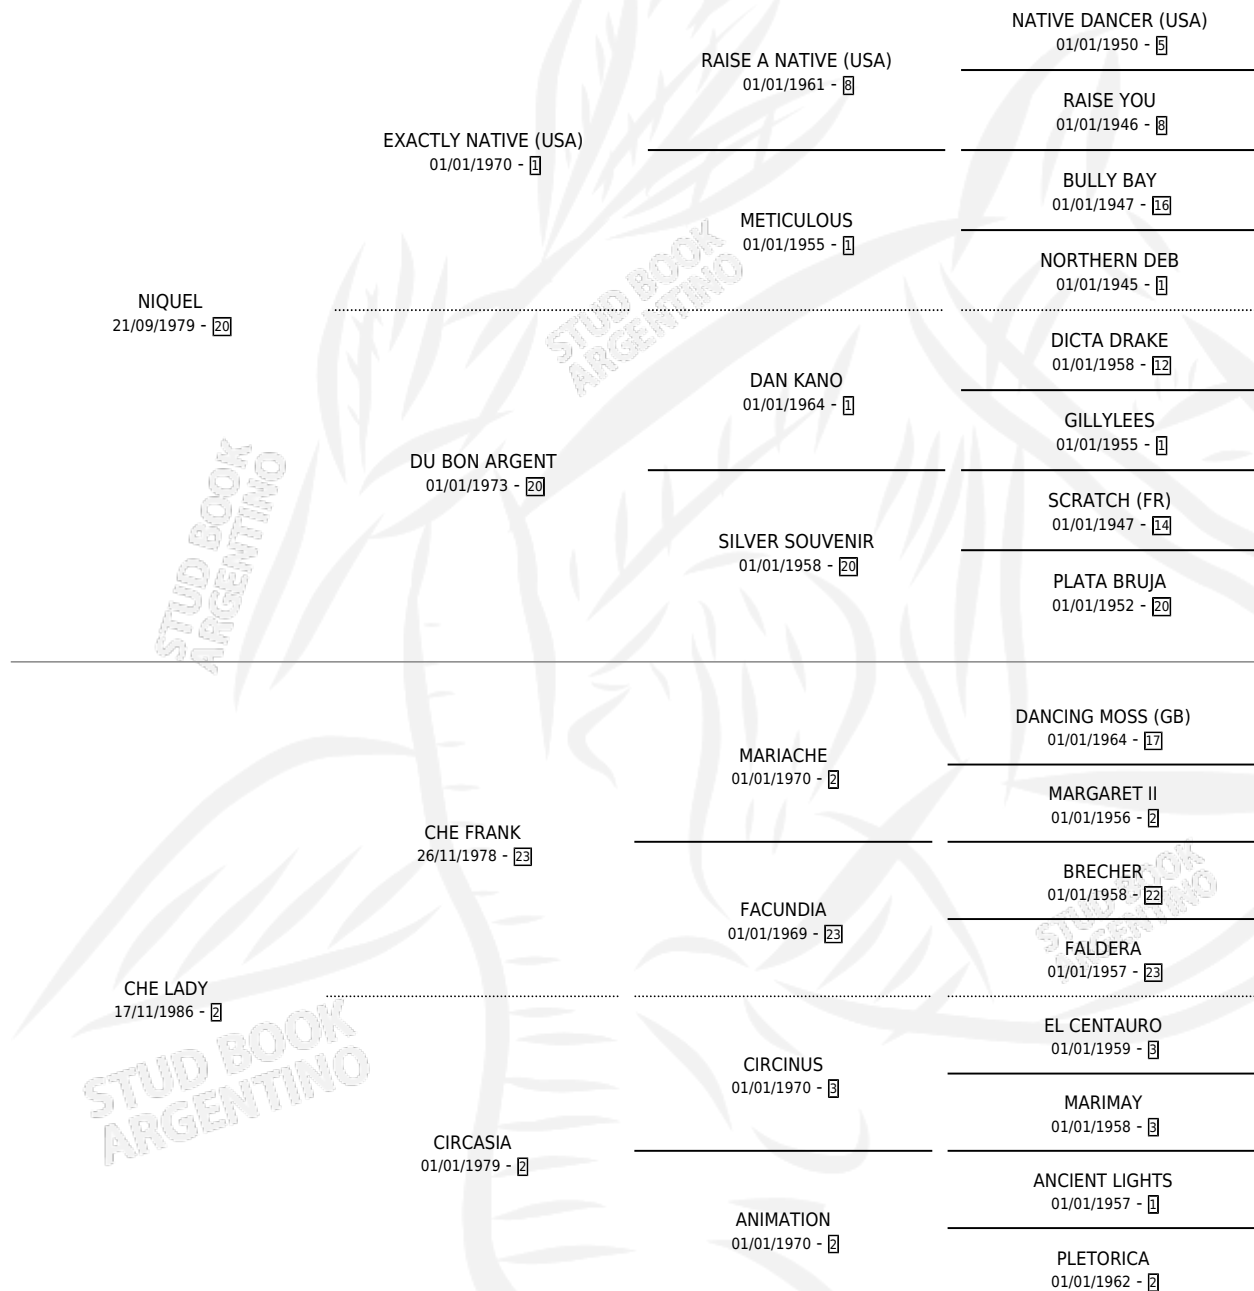 NATIVE DANCER (USA)
01/01/1950 - 5
RAISE A NATIVE (USA)
01/01/1961 - 8
RAISE YOU
01/01/1946 - 8
EXACTLY NATIVE (USA)
01/01/1970 - 1
BULLY BAY
01/01/1947 - 16
METICULOUS
01/01/1955 - 1
NORTHERN DEB
01/01/1945 - 1
NIQUEL
21/09/1979 - 20
DICTA DRAKE
01/01/1958 - 12
DAN KANO
01/01/1964 - 1
GILLYLEES
01/01/1955 - 1
DU BON ARGENT
01/01/1973 - 20
SCRATCH (FR)
01/01/1947 - 14
SILVER SOUVENIR
01/01/1958 - 20
PLATA BRUJA
01/01/1952 - 20
STUD BOOK
ARGENTINO
STUD BOOK
ARGENTINO
DANCING MOSS (GB)
01/01/1964 - 17
MARIACHE
01/01/1970 - 2
MARGARET II
01/01/1956 - 2
CHE FRANK
26/11/1978 - 23
BRECHER
01/01/1958 - 22
FACUNDIA
01/01/1969 - 23
FALDERA
01/01/1957 - 23
STUD BOOK
ARGENTINO
CHE LADY
17/11/1986 - 2
EL CENTAURO
01/01/1959 - 3
CIRCINUS
01/01/1970 - 3
MARIMAY
01/01/1958 - 3
STUD BOOK
ARGENTINO
CIRCASIA
01/01/1979 - 2
ANCIENT LIGHTS
01/01/1957 - 1
ANIMATION
01/01/1970 - 2
PLETORICA
01/01/1962 - 2